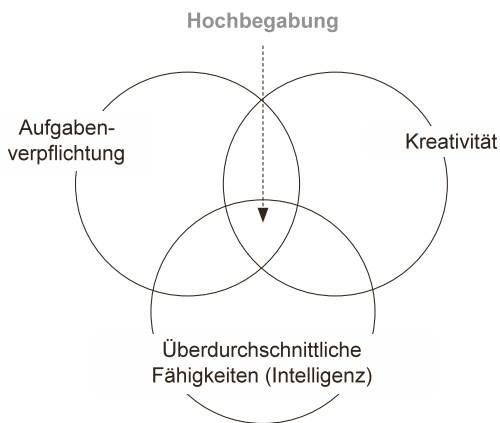 Hochbegabung
Aufgaben-
verpflichtung
Kreativität
Überdurchschnittliche
Fähigkeiten (Intelligenz)